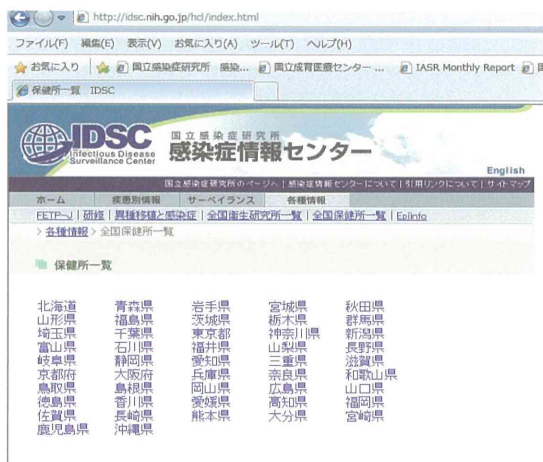 http://idsc.nih.go.jp/hcl/index.html
ファイル(F) 編集(E) 表示(V) お気に入り(A) ツール(T) ヘルプ(H)
お気に入り 国立感染症研究所 感染... 国立成育医療センター ... IASR Monthly Report
保健所一覧 IDSC
IDSC
Infectious Disease
Surveillance Center
国立感染症研究所
感染症情報センター
English
国立感染症研究所のページへ | 感染症情報センターについて | 引用リンクについて | サイトマップ
ホーム 疾患別情報 サーベイランス 各種情報
FETP-J | 研修 | 異種移植と感染症 | 全国衛生研究所一覧 | 全国保健所一覧 | EpiInfo
> 各種情報 > 全国保健所一覧
保健所一覧
北海道 青森県 岩手県 宮城県 秋田県
山形県 福島県 茨城県 栃木県 群馬県
埼玉県 千葉県 東京都 神奈川県 新潟県
富山県 石川県 福井県 山梨県 長野県
岐阜県 静岡県 愛知県 三重県 滋賀県
京都府 大阪府 兵庫県 奈良県 和歌山県
鳥取県 島根県 岡山県 広島県 山口県
徳島県 香川県 愛媛県 高知県 福岡県
佐賀県 長崎県 熊本県 大分県 宮崎県
鹿児島県 沖縄県